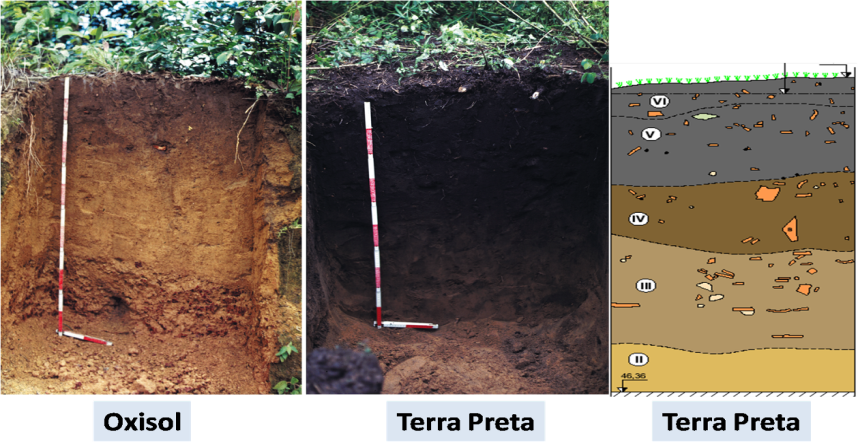 VI
V
IV
III
II
46,36
Oxisol
Terra Preta
Terra Preta